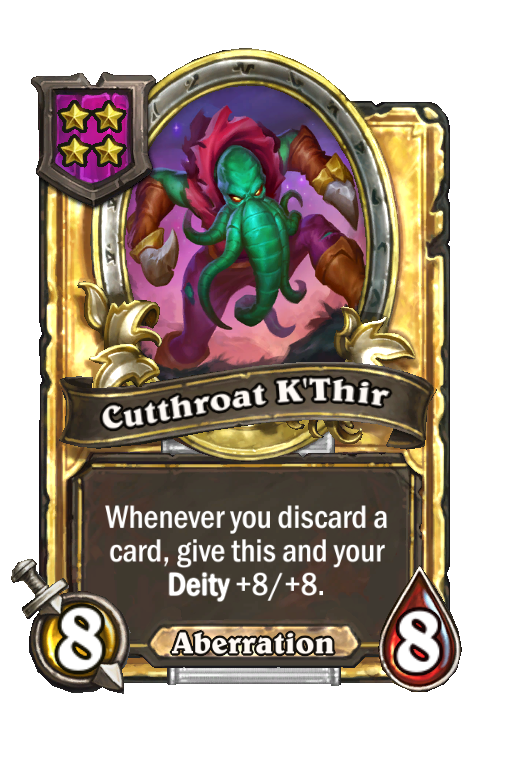 Cutthroat K'Thir
Whenever you discard a
card, give this and your
Deity +8/+8.
8
Aberration
8